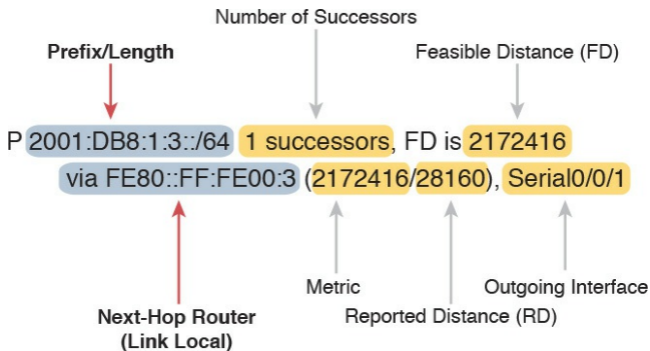 Number of Successors
Prefix/Length
Feasible Distance (FD)
P 2001:DB8:1:3::/64 1 successors, FD is 2172416
via FE80::FF:FE00:3 (2172416/28160), Serial0/0/1
Metric
Outgoing Interface
Next-Hop Router
(Link Local)
Reported Distance (RD)